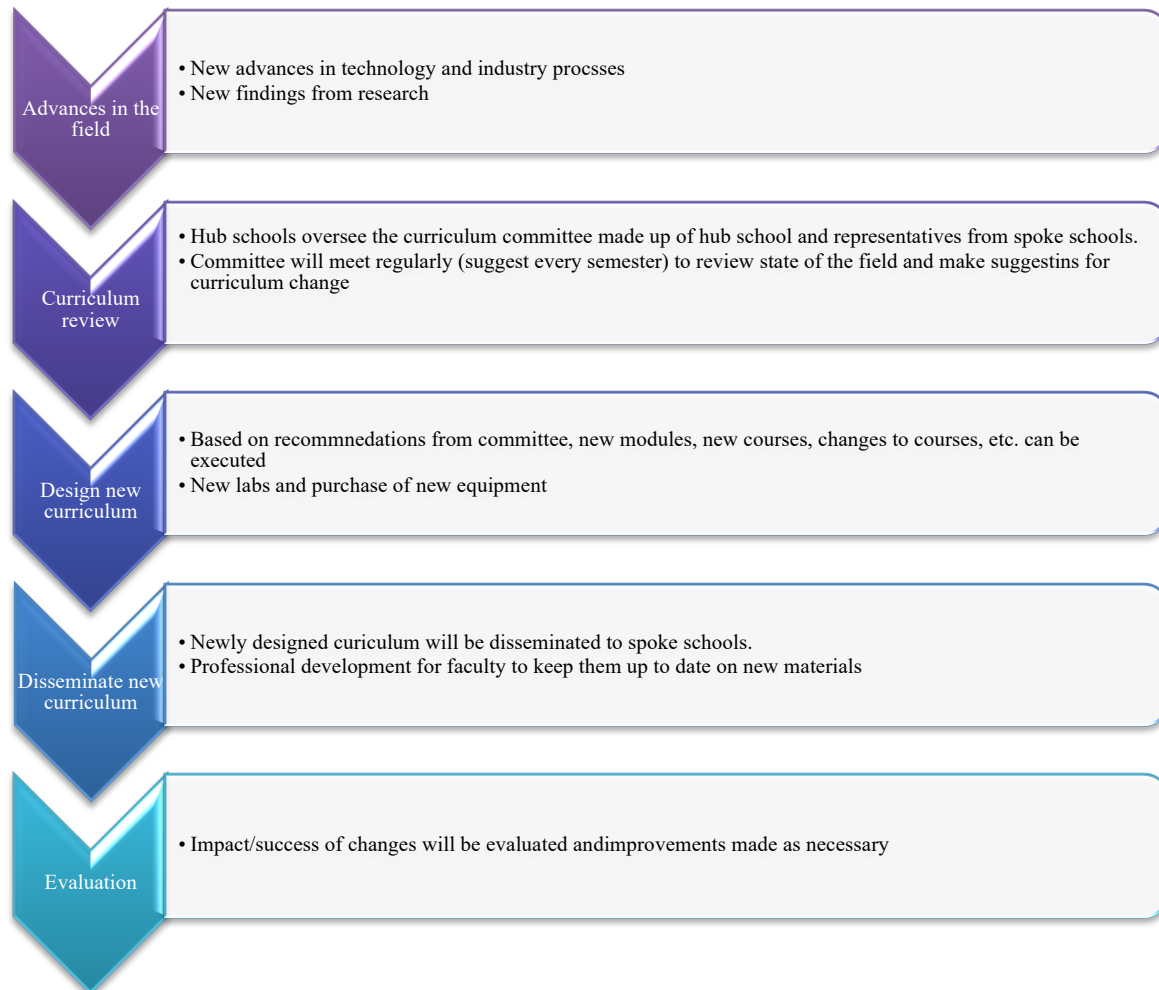 Advances in the
field
• New advances in technology and industry procsses
• New findings from research
Curriculum
review
• Hub schools oversee the curriculum committee made up of hub school and representatives from spoke schools.
• Committee will meet regularly (suggest every semester) to review state of the field and make suggestins for
curriculum change
Design new
curriculum
• Based on recommnedations from committee, new modules, new courses, changes to courses, etc. can be
executed
• New labs and purchase of new equipment
Disseminate new
curriculum
• Newly designed curiculum will be disseminated to spoke schools.
• Professional development for faculty to keep them up to date on new materials
Evaluation
• Impact/success of changes will be evaluated andimprovements made as necessary